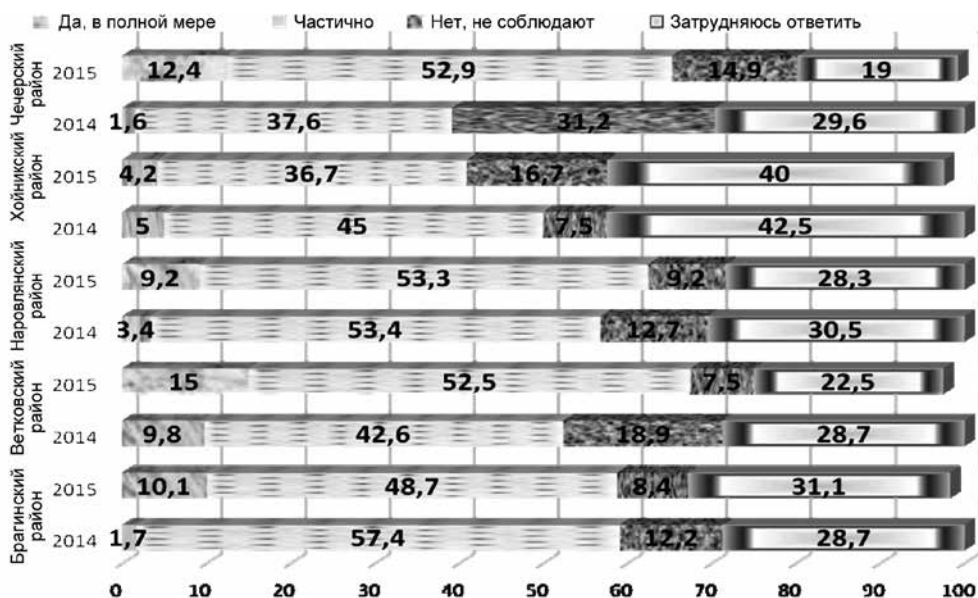 Да, в полной мере Частично Нет, не соблюдают Затрудняюсь ответить
Чечерский район
2015 12,4 52,9 14,9 19
2014 1,6 37,6 31,2 29,6
Хойникский район
2015 4,2 36,7 16,7 40
2014 5 45 7,5 42,5
Наровлянский район
2015 9,2 53,3 9,2 28,3
2014 3,4 53,4 12,7 30,5
Ветковский район
2015 15 52,5 7,5 22,5
2014 9,8 42,6 18,9 28,7
Брагинский район
2015 10,1 48,7 8,4 31,1
2014 1,7 57,4 12,2 28,7
0 10 20 30 40 50 60 70 80 90 100